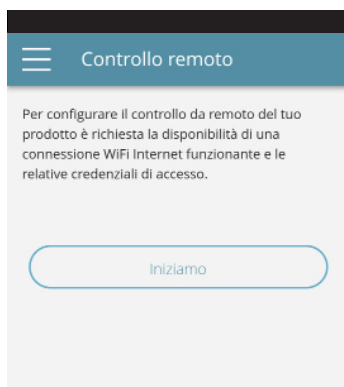 Controllo remoto
Per configurare il controllo da remoto del tuo
prodotto è richiesta la disponibilità di una
connessione WiFi Internet funzionante e le
relative credenziali di accesso.
Iniziamo